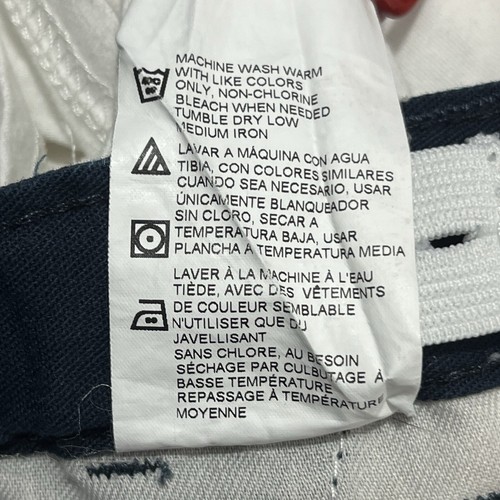 MACHINE WASH WARM
WITH LIKE COLORS
ONLY, NON-CHLORINE
BLEACH WHEN NEEDED
TUMBLE DRY LOW
MEDIUM IRON
LAVAR A MÁQUINA CON AGUA
TIBIA, CON COLORES SIMILARES
CUANDO SEA NECESARIO, USAR
ÚNICAMENTE BLANQUEADOR
SIN CLORO, SECAR A
TEMPERATURA BAJA, USAR
PLANCHA A TEMPERATURA MEDIA
LAVER À LA MACHINE À L'EAU
TIÈDE, AVEC DES VÊTEMENTS
DE COULEUR SEMBLABLE
N'UTILISER QUE DU
JAVELLISANT
SANS CHLORE, AU BESOIN
SÉCHAGE PAR CULBUTAGE À
BASSE TEMPÉRATURE
REPASSAGE À TEMPÉRATURE
MOYENNE